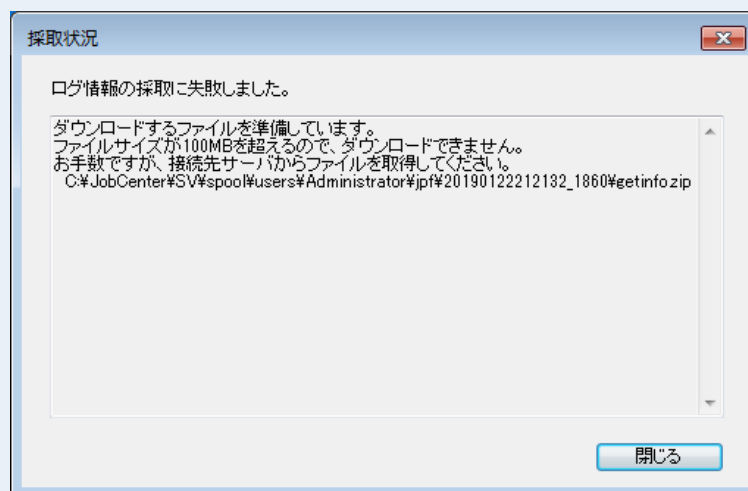 採取状況
ログ情報の採取に失敗しました。
ダウンロードするファイルを準備しています。
ファイルサイズが100MBを超えるので、ダウンロードできません。
お手数ですが、接続先サーバからファイルを取得してください。
C:¥JobCenter¥SV¥spool¥users¥Administrator¥jpf¥20190122212132_1860¥getinfo.zip
閉じる